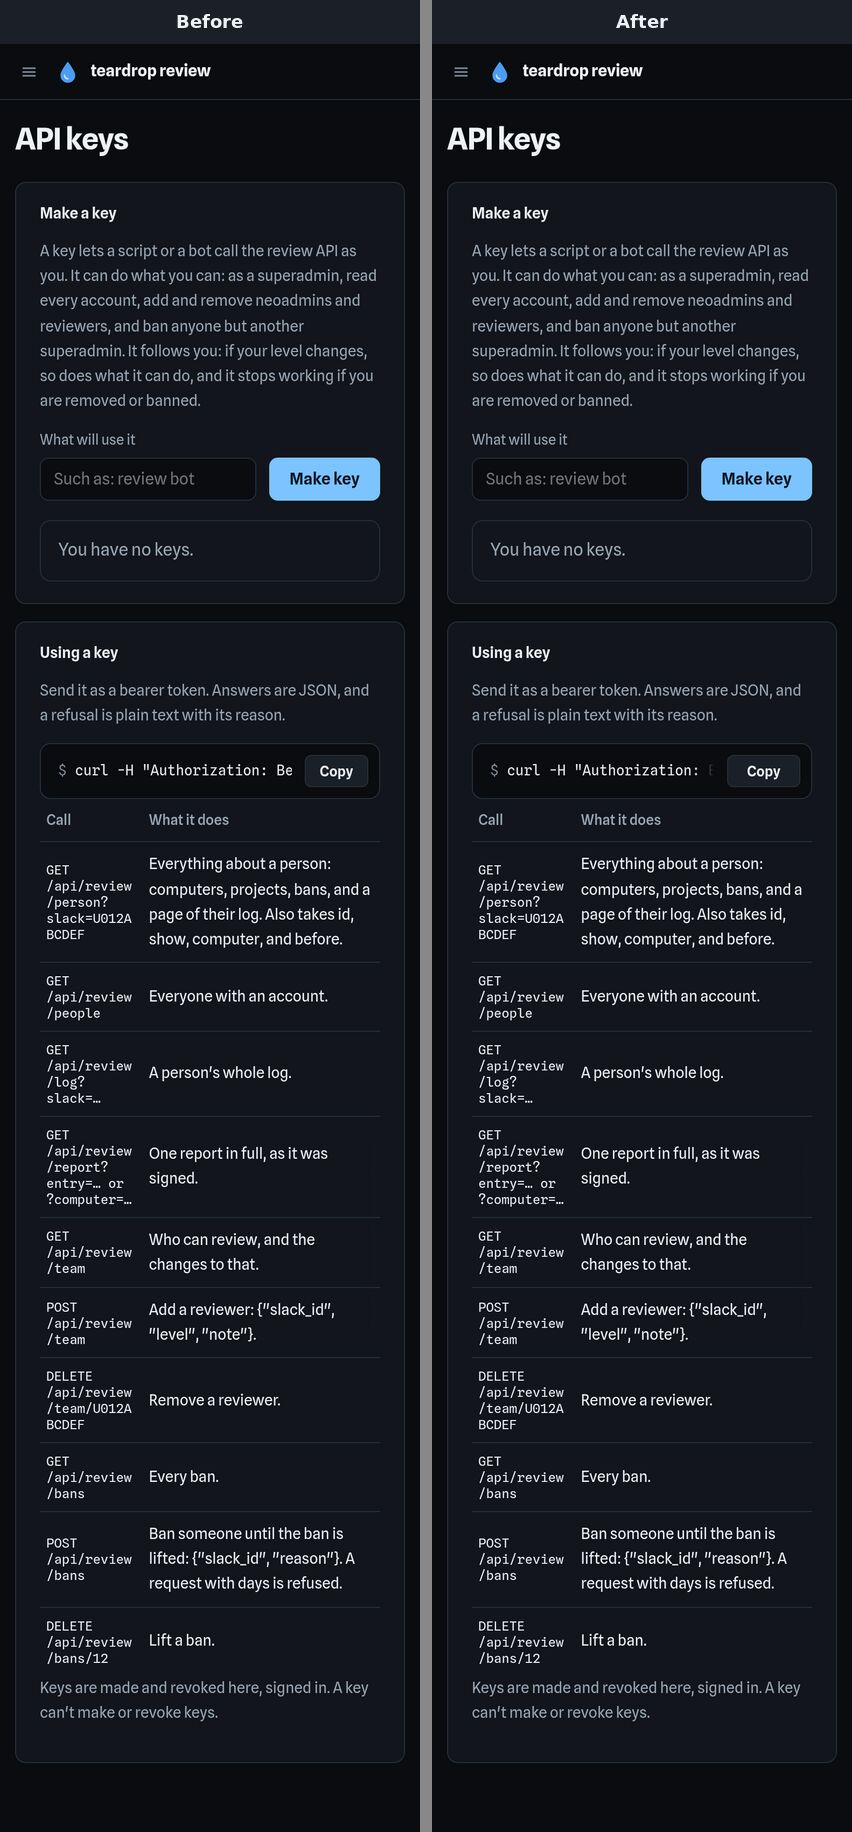 Before
teardrop review
API keys
Make a key
A key lets a script or a bot call the review API as
you. It can do what you can: as a superadmin, read
every account, add and remove neoadmins and
reviewers, and ban anyone but another
superadmin. It follows you: if your level changes,
so does what it can do, and it stops working if you
are removed or banned.
What will use it
Such as: review bot
Make key
You have no keys.
Using a key
Send it as a bearer token. Answers are JSON, and
a refusal is plain text with its reason.
$ curl -H "Authorization: Be
Copy
Call What it does
GET
/api/review
/person?
slack=U012A
BCDEF
Everything about a person:
computers, projects, bans, and a
page of their log. Also takes id,
show, computer, and before.
GET
/api/review
/people
Everyone with an account.
GET
/api/review
/log?
slack=…
A person's whole log.
GET
/api/review
/report?
entry=… or
?computer=…
One report in full, as it was
signed.
GET
/api/review
/team
Who can review, and the
changes to that.
POST
/api/review
/team
Add a reviewer: {"slack_id",
"level", "note"}.
DELETE
/api/review
/team/U012A
BCDEF
Remove a reviewer.
GET
/api/review
/bans
Every ban.
POST
/api/review
/bans
Ban someone until the ban is
lifted: {"slack_id", "reason"}. A
request with days is refused.
DELETE
/api/review
/bans/12
Lift a ban.
Keys are made and revoked here, signed in. A key
can't make or revoke keys.
After
teardrop review
API keys
Make a key
A key lets a script or a bot call the review API as
you. It can do what you can: as a superadmin, read
every account, add and remove neoadmins and
reviewers, and ban anyone but another
superadmin. It follows you: if your level changes,
so does what it can do, and it stops working if you
are removed or banned.
What will use it
Such as: review bot
Make key
You have no keys.
Using a key
Send it as a bearer token. Answers are JSON, and
a refusal is plain text with its reason.
$ curl -H "Authorization:
Copy
Call What it does
GET
/api/review
/person?
slack=U012A
BCDEF
Everything about a person:
computers, projects, bans, and a
page of their log. Also takes id,
show, computer, and before.
GET
/api/review
/people
Everyone with an account.
GET
/api/review
/log?
slack=…
A person's whole log.
GET
/api/review
/report?
entry=… or
?computer=…
One report in full, as it was
signed.
GET
/api/review
/team
Who can review, and the
changes to that.
POST
/api/review
/team
Add a reviewer: {"slack_id",
"level", "note"}.
DELETE
/api/review
/team/U012A
BCDEF
Remove a reviewer.
GET
/api/review
/bans
Every ban.
POST
/api/review
/bans
Ban someone until the ban is
lifted: {"slack_id", "reason"}. A
request with days is refused.
DELETE
/api/review
/bans/12
Lift a ban.
Keys are made and revoked here, signed in. A key
can't make or revoke keys.